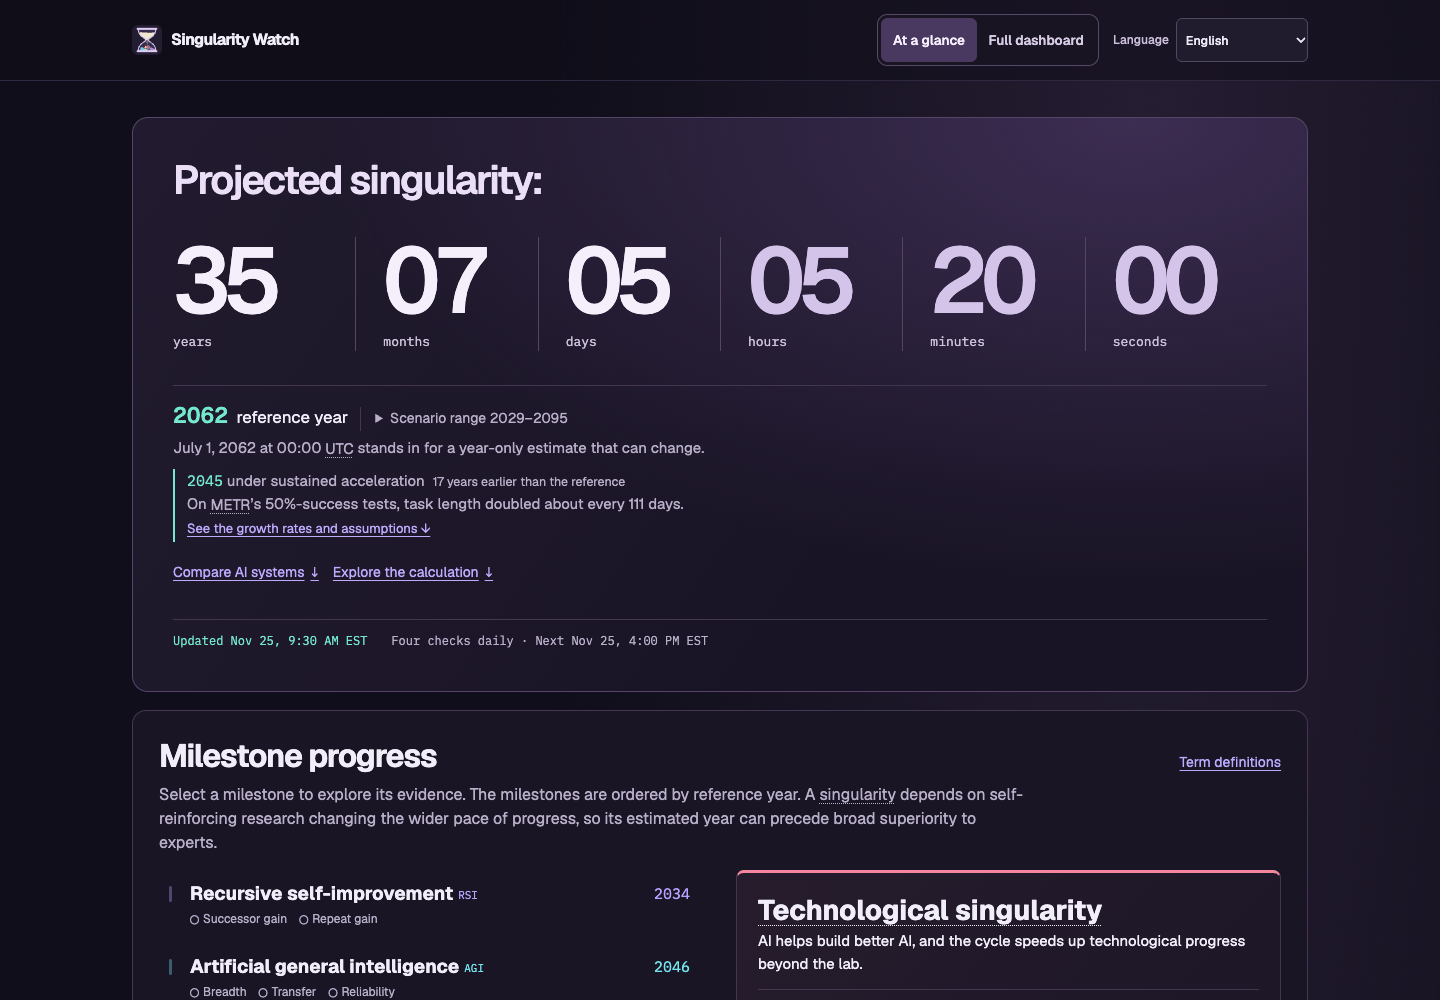 Singularity Watch
At a glance
Full dashboard
Language
English
Projected singularity:
35
years
07
months
05
days
05
hours
20
minutes
00
seconds
2062 reference year
▶ Scenario range 2029–2095
July 1, 2062 at 00:00 UTC stands in for a year-only estimate that can change.
2045 under sustained acceleration 17 years earlier than the reference
On METR's 50%-success tests, task length doubled about every 111 days.
See the growth rates and assumptions ↓
Compare AI systems ↓ Explore the calculation ↓
Updated Nov 25, 9:30 AM EST Four checks daily · Next Nov 25, 4:00 PM EST
Milestone progress
Term definitions
Select a milestone to explore its evidence. The milestones are ordered by reference year. A singularity depends on self-
reinforcing research changing the wider pace of progress, so its estimated year can precede broad superiority to
experts.
Recursive self-improvement RSI 2034
Successor gain Repeat gain
Artificial general intelligence AGI 2046
Breadth Transfer Reliability
Technological singularity
AI helps build better AI, and the cycle speeds up technological progress
beyond the lab.